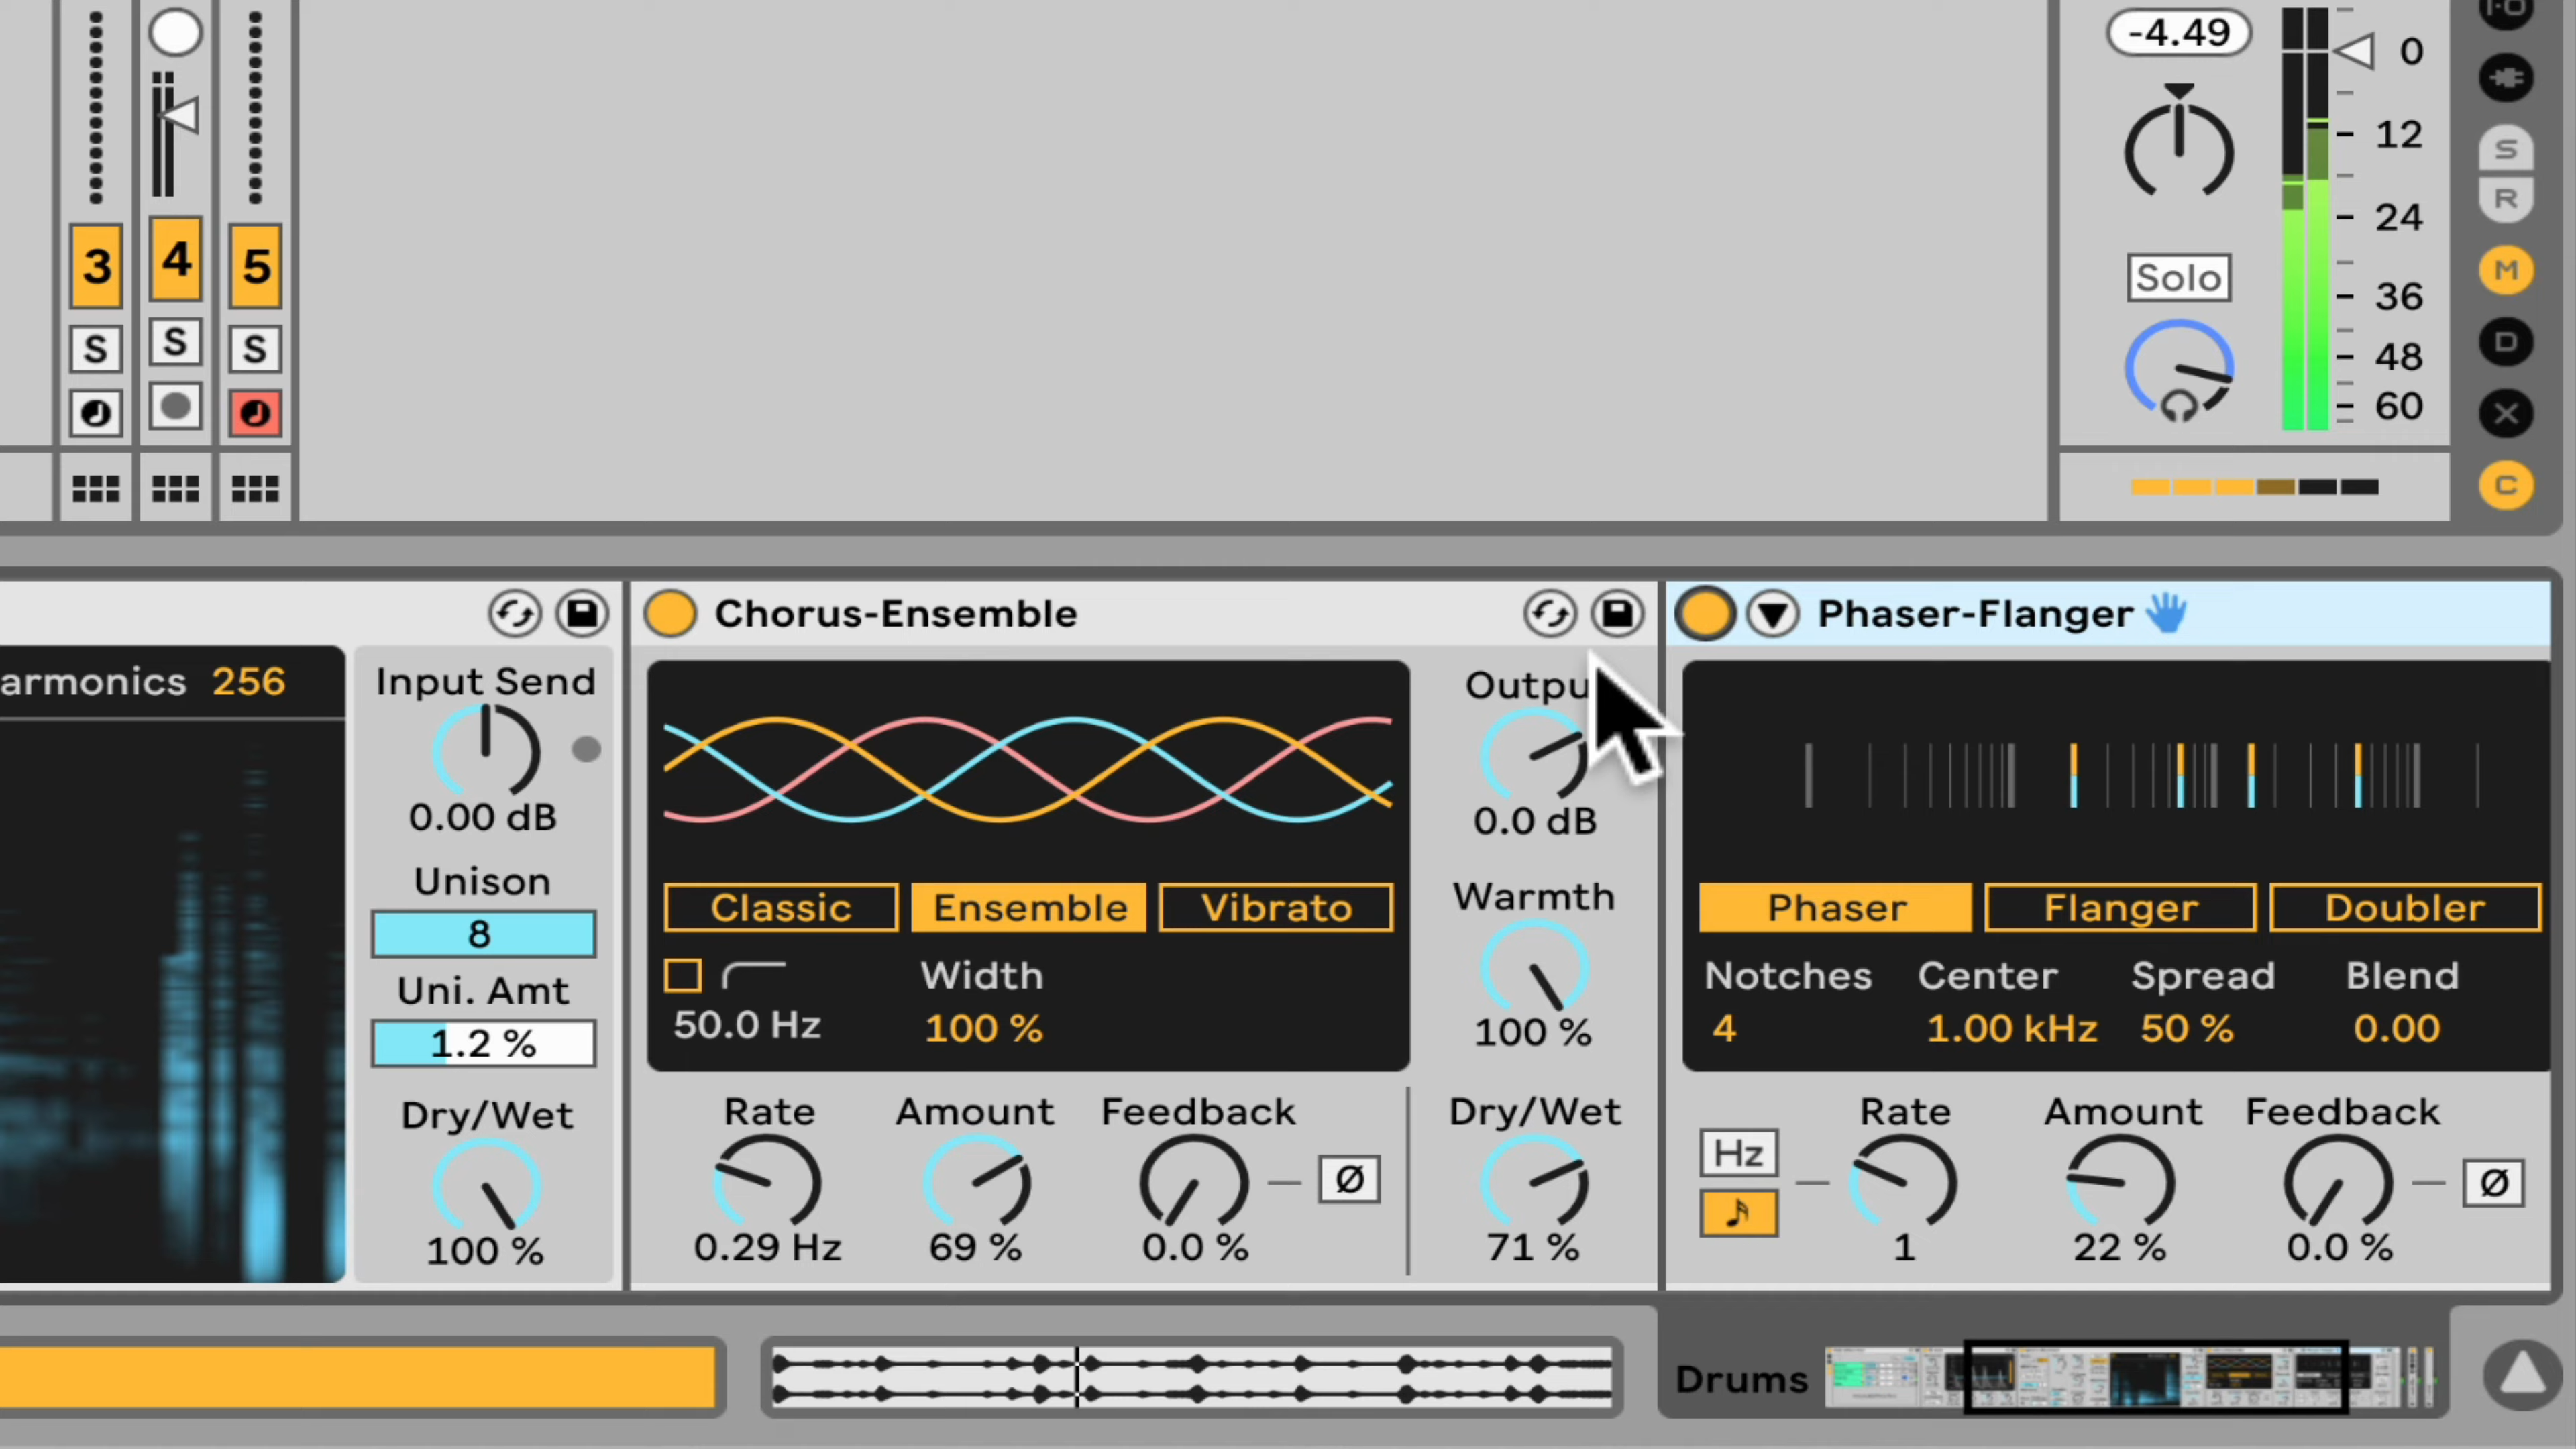 -4.49
0
12
24
36
48
60
Solo
S
R
M
D
X
C
3
4
5
S
S
S
armonics 256
Input Send
0.00 dB
Unison
8
Uni. Amt
1.2 %
Dry/Wet
100 %
Chorus-Ensemble
Classic
Ensemble
Vibrato
50.0 Hz
Width
100 %
Rate
0.29 Hz
Amount
69 %
Feedback
0.0 %
Ø
Outpu
0.0 dB
Warmth
100 %
Dry/Wet
71 %
Phaser-Flanger
Phaser
Flanger
Doubler
Notches
4
Center
1.00 kHz
Spread
50 %
Blend
0.00
Hz
Rate
1
Amount
22 %
Feedback
0.0 %
Ø
Drums